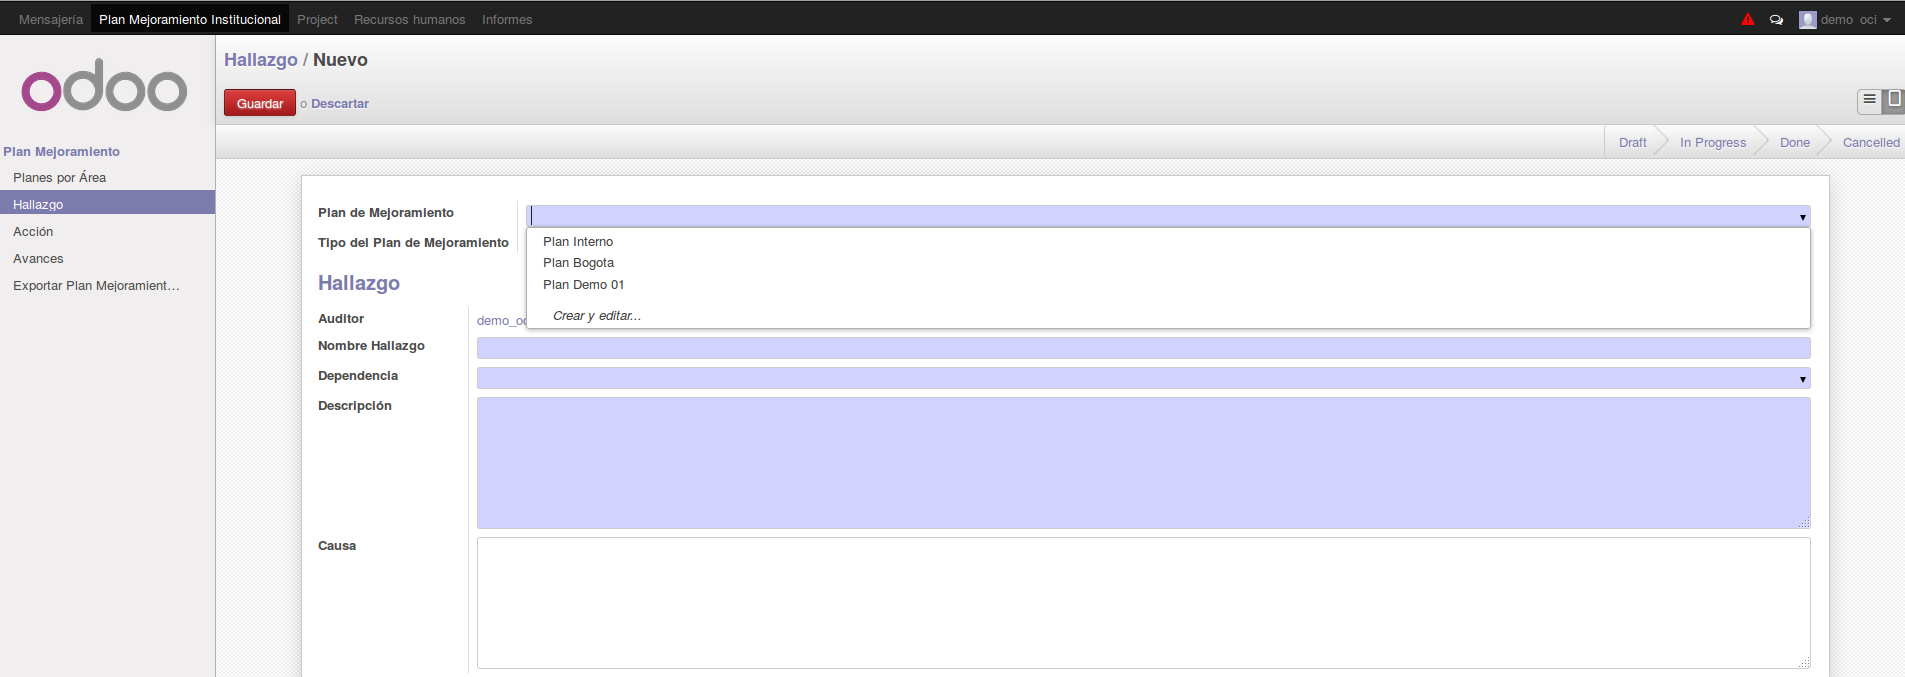 Mensajería Plan Mejoramiento Institucional Project Recursos humanos Informes demo oci
odoo
Hallazgo / Nuevo
Guardar o Descartar
Draft In Progress Done Cancelled
Plan Mejoramiento
Planes por Área
Hallazgo
Acción
Avances
Exportar Plan Mejoramient...
Plan de Mejoramiento
Tipo del Plan de Mejoramiento
Plan Interno
Plan Bogota
Plan Demo 01
Crear y editar...
Hallazgo
Auditor demo_oc
Nombre Hallazgo
Dependencia
Descripción
Causa